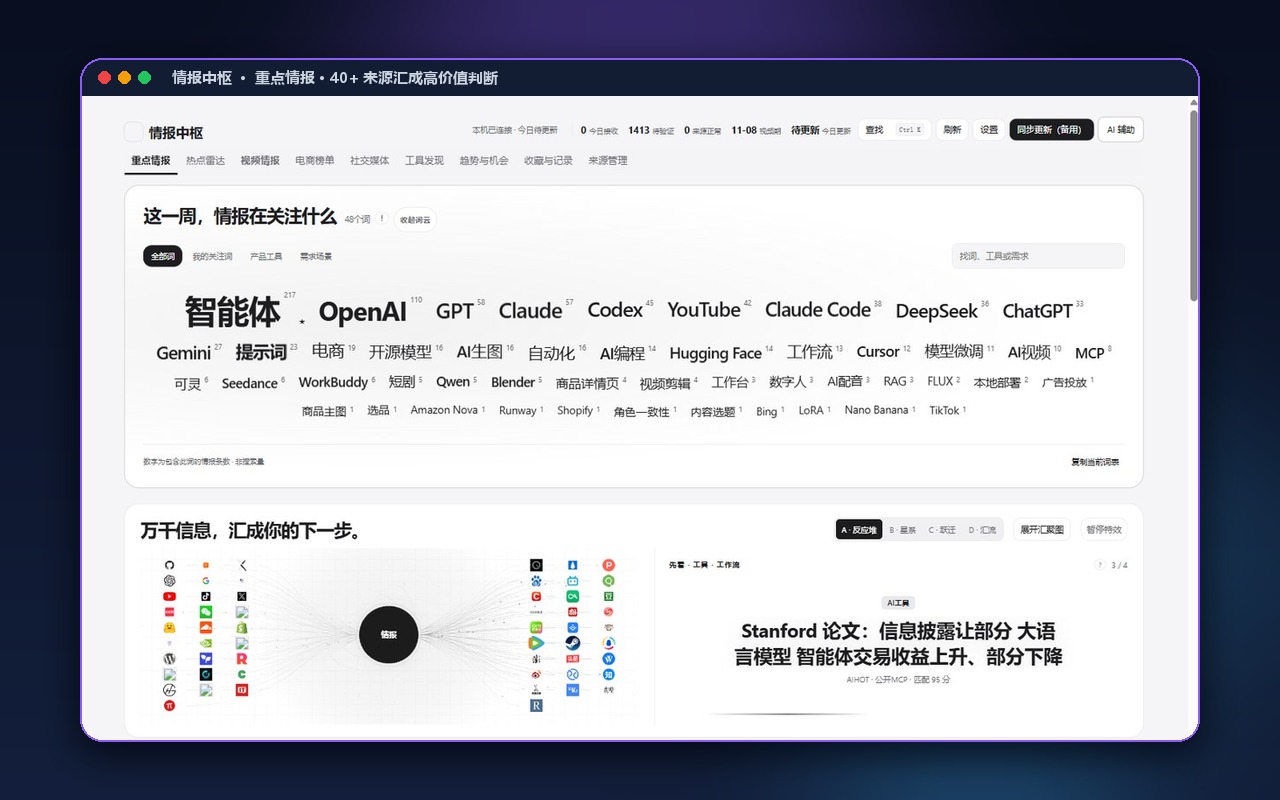 情报中枢 • 重点情报 • 40+ 来源汇成高价值判断
情报中枢
本机已连接 · 今日待更新 0 今日接收 1413 待验证 0 来源正常 11-08 视频期 待更新 今日更新 查找 Ctrl K 刷新 设置 同步更新（备用） AI 辅助
重点情报 热点雷达 视频情报 电商榜单 社交媒体 工具发现 趋势与机会 收藏与记录 来源管理
这一周，情报在关注什么 48个词 ! 收起词云
全部词 我的关注词 产品工具 需求场景 找词、工具或需求
智能体 217 OpenAI 110 GPT 58 Claude 57 Codex 45 YouTube 42 Claude Code 38 DeepSeek 36 ChatGPT 33
Gemini 27 提示词 23 电商 19 开源模型 16 AI生图 16 自动化 16 AI编程 14 Hugging Face 14 工作流 13 Cursor 12 模型微调 11 AI视频 10 MCP 8
可灵 6 Seedance 6 WorkBuddy 6 短剧 5 Qwen 5 Blender 5 商品详情页 4 视频剪辑 4 工作台 3 数字人 3 AI配音 3 RAG 3 FLUX 2 本地部署 2 广告投放 1
商品主图 1 选品 1 Amazon Nova 1 Runway 1 Shopify 1 角色一致性 1 内容选题 1 Bing 1 LoRA 1 Nano Banana 1 TikTok 1
数字为包含此词的情报条数 · 非搜索量 复制当前词表
万千信息，汇成你的下一步。 A · 反应堆 B · 星系 C · 跃迁 D · 汇流 展开汇聚图 暂停特效
先看 · 工具 · 工作流 ? 3 / 4
情报
AI工具
Stanford 论文：信息披露让部分 大语
言模型 智能体交易收益上升、部分下降
AIHOT · 公开MCP · 匹配 95 分